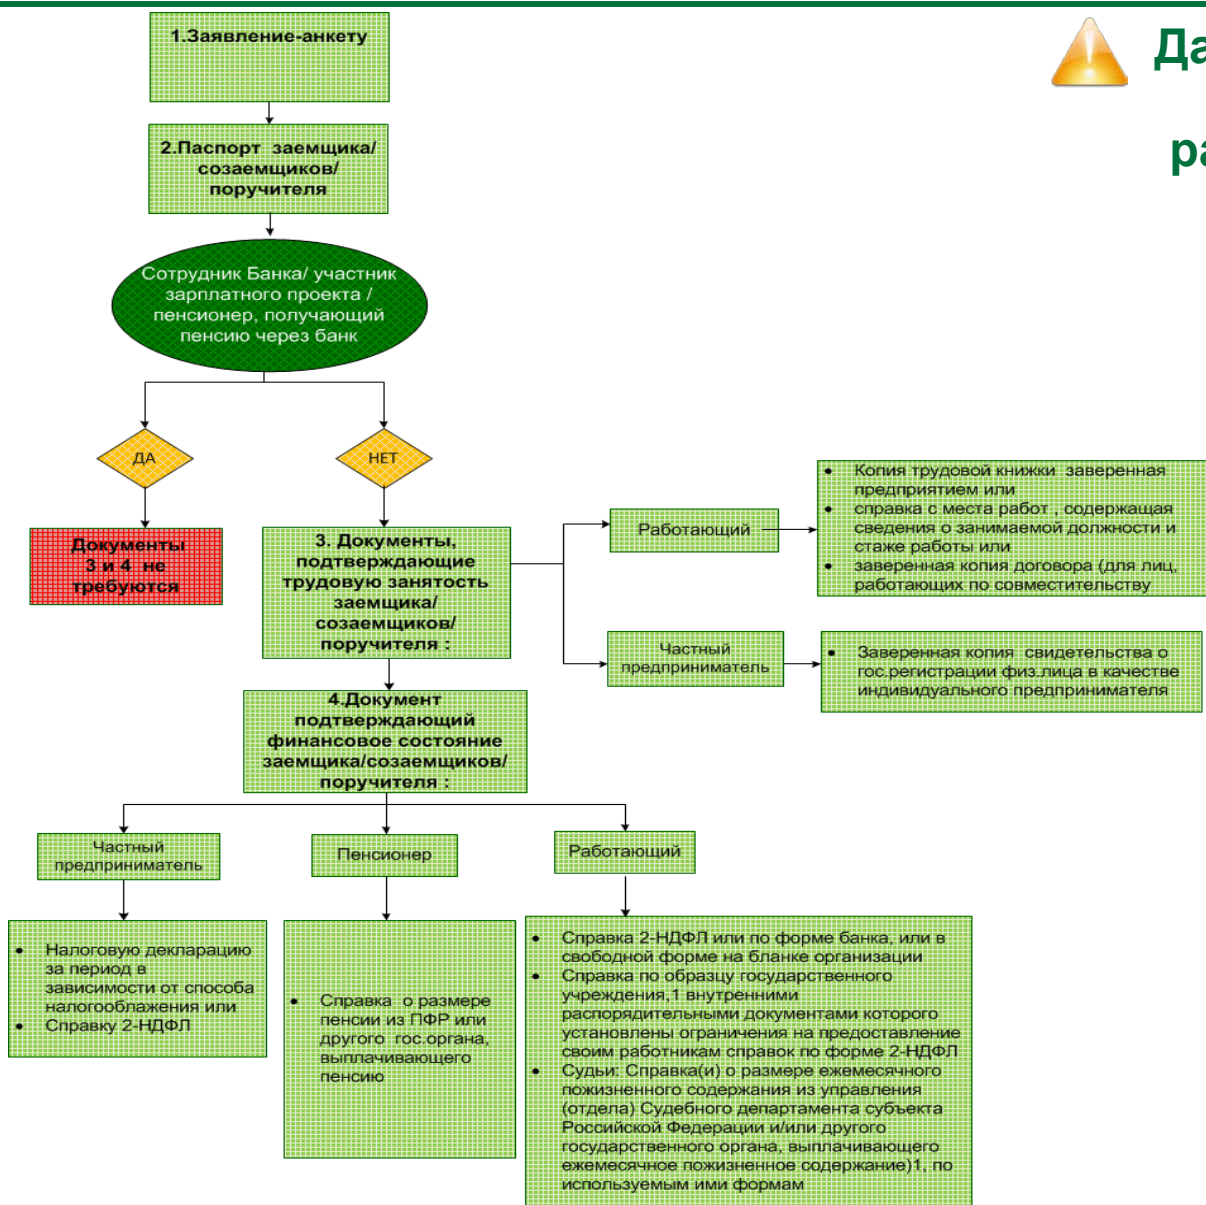 1.Заявление-анкету
Да
ра
2.Паспорт заемщика/
созаемщиков/
поручителя
Сотрудник Банка/ участник
зарплатного проекта /
пенсионер, получающий
пенсию через банк
ДА
НЕТ
Документы
3 и 4 не
требуются
3. Документы,
подтверждающие
трудовую занятость
заемщика/
созаемщиков/
поручителя :
Работающий
• Копия трудовой книжки заверенная
предприятием или
• справка с места работ , содержащая
сведения о занимаемой должности и
стаже работы или
• заверенная копия договора (для лиц,
работающих по совместительству
Частный
предприниматель
• Заверенная копия свидетельства о
гос.регистрации физ.лица в качестве
индивидуального предпринимателя
4.Документ
подтверждающий
финансовое состояние
заемщика/созаемщиков/
поручителя :
Частный
предприниматель
Пенсионер
Работающий
• Налоговую декларацию
за период в
зависимости от способа
налогооблажения или
• Справку 2-НДФЛ
• Справка о размере
пенсии из ПФР или
другого гос.органа,
выплачивающего
пенсию
• Справка 2-НДФЛ или по форме банка, или в
свободной форме на бланке организации
• Справка по образцу государственного
учреждения,1 внутренними
распорядительными документами которого
установлены ограничения на предоставление
своим работникам справок по форме 2-НДФЛ
• Судьи: Справка(и) о размере ежемесячного
пожизненного содержания из управления
(отдела) Судебного департамента субъекта
Российской Федерации и/или другого
государственного органа, выплачивающего
ежемесячное пожизненное содержание)1, по
используемым ими формам